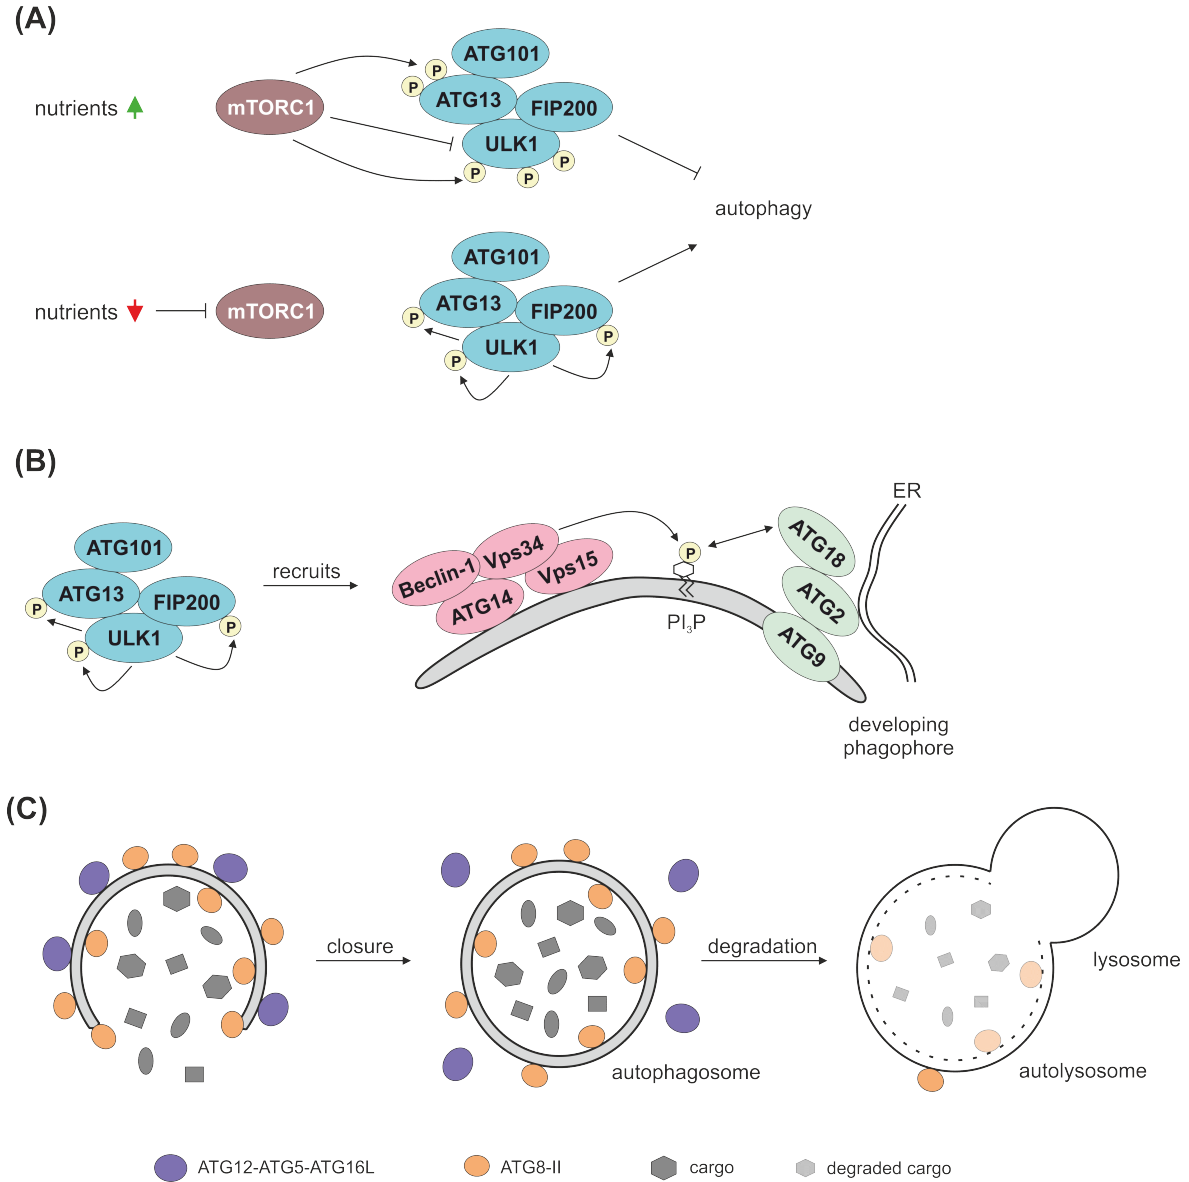 (A)
ATG101
P
P
nutrients
mTORC1
ATG13
FIP200
ULK1
P
P
P
autophagy
ATG101
nutrients
mTORC1
ATG13
FIP200
P
ULK1
P
P
(B)
ER
ATG101
recruits
ATG13
FIP200
P
P
ULK1
P
Beclin-1
Vps34
Vps15
ATG14
P
PI3P
ATG18
ATG2
ATG9
developing
phagophore
(C)
closure
degradation
lysosome
autophagosome
autolysosome
ATG12-ATG5-ATG16L
ATG8-II
cargo
degraded cargo